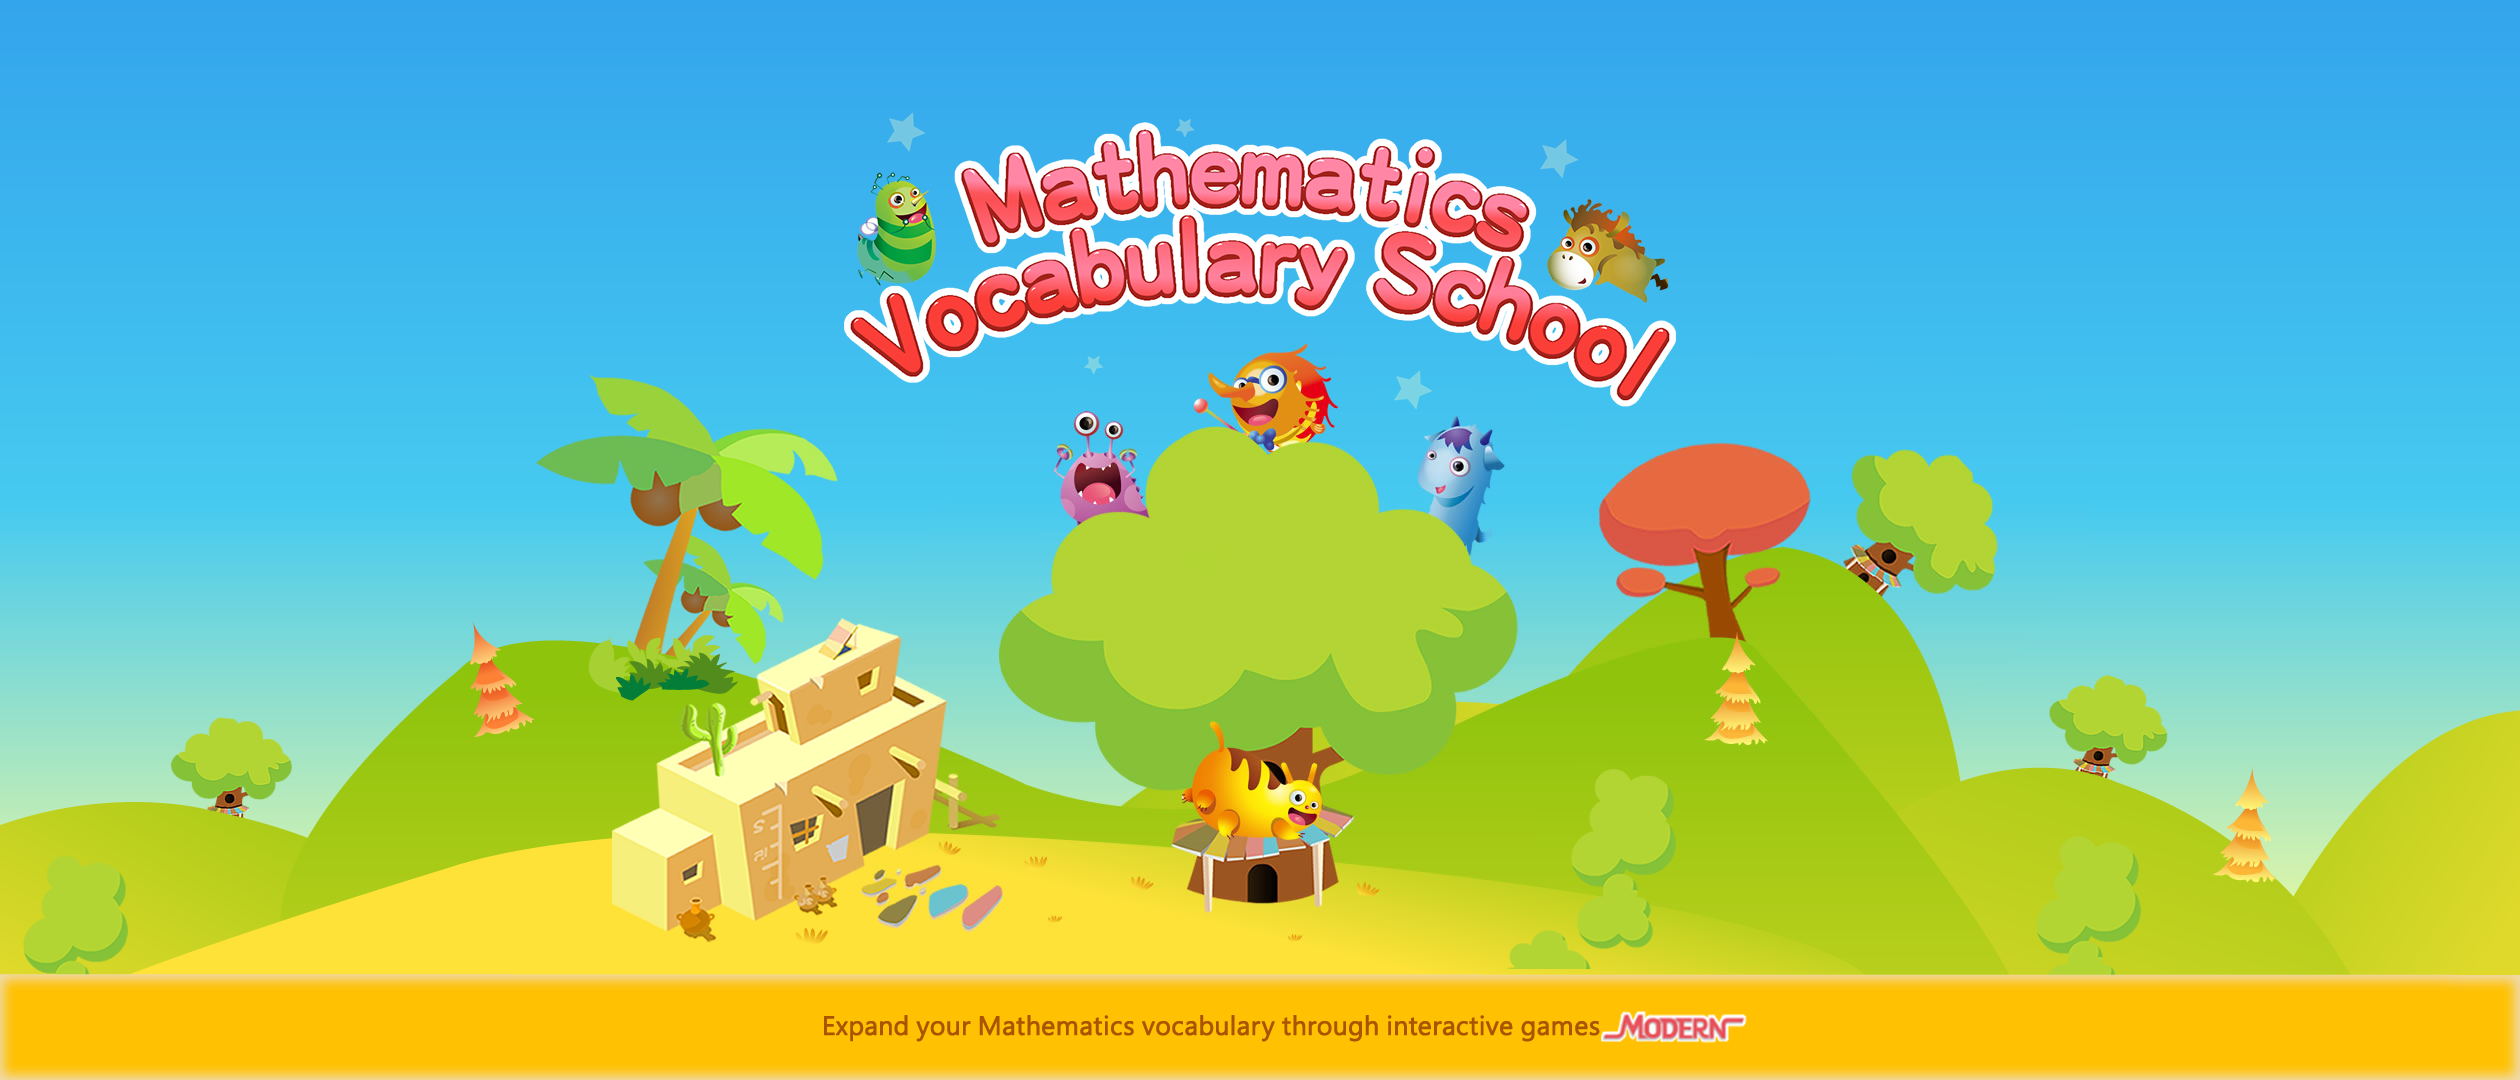 Mathematics
Vocabulary School
Expand your Mathematics vocabulary through interactive games MODERN